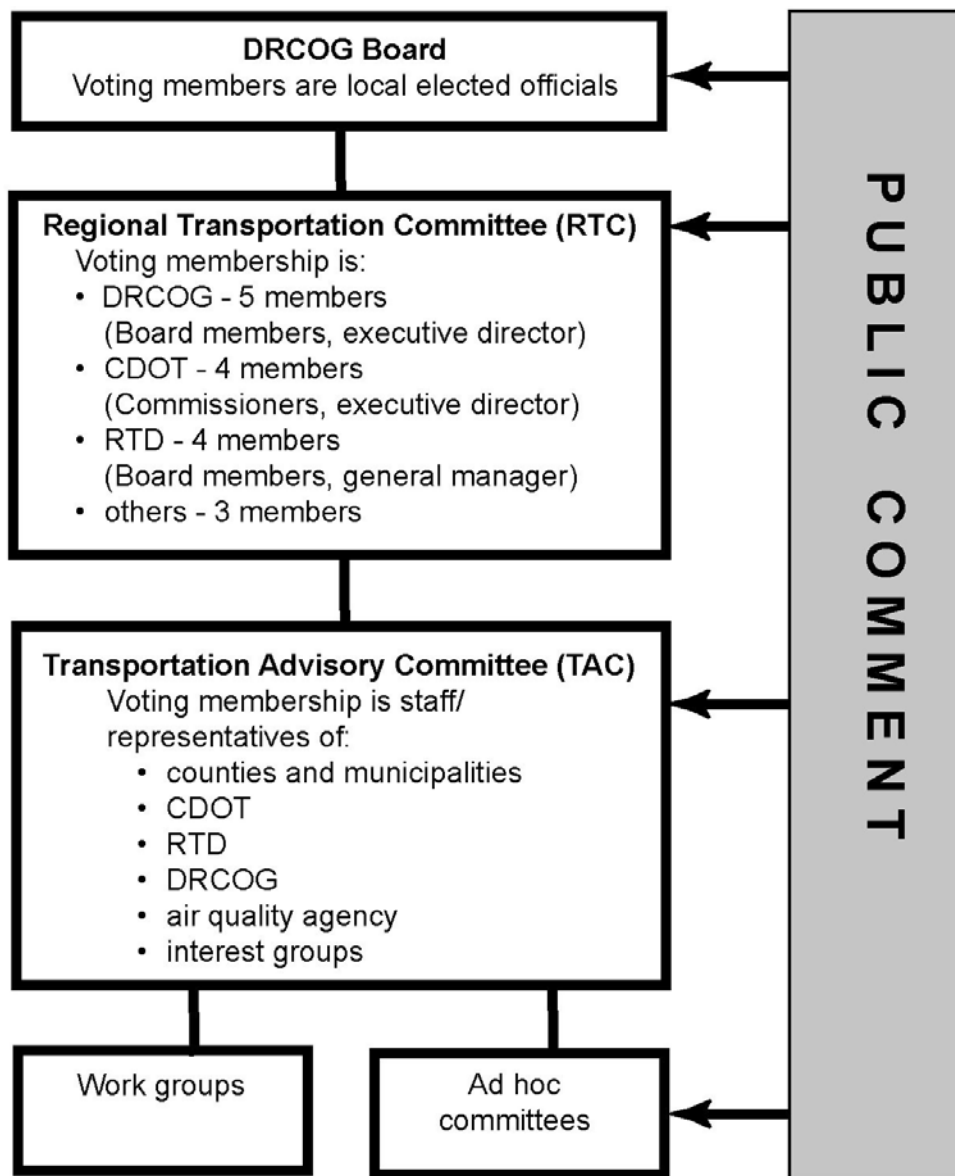 DRCOG Board
Voting members are local elected officials
Regional Transportation Committee (RTC)
Voting membership is:
• DRCOG - 5 members
(Board members, executive director)
• CDOT - 4 members
(Commissioners, executive director)
• RTD - 4 members
(Board members, general manager)
• others - 3 members
Transportation Advisory Committee (TAC)
Voting membership is staff/
representatives of:
• counties and municipalities
• CDOT
• RTD
• DRCOG
• air quality agency
• interest groups
Work groups
Ad hoc
committees
PUBLIC COMMENT